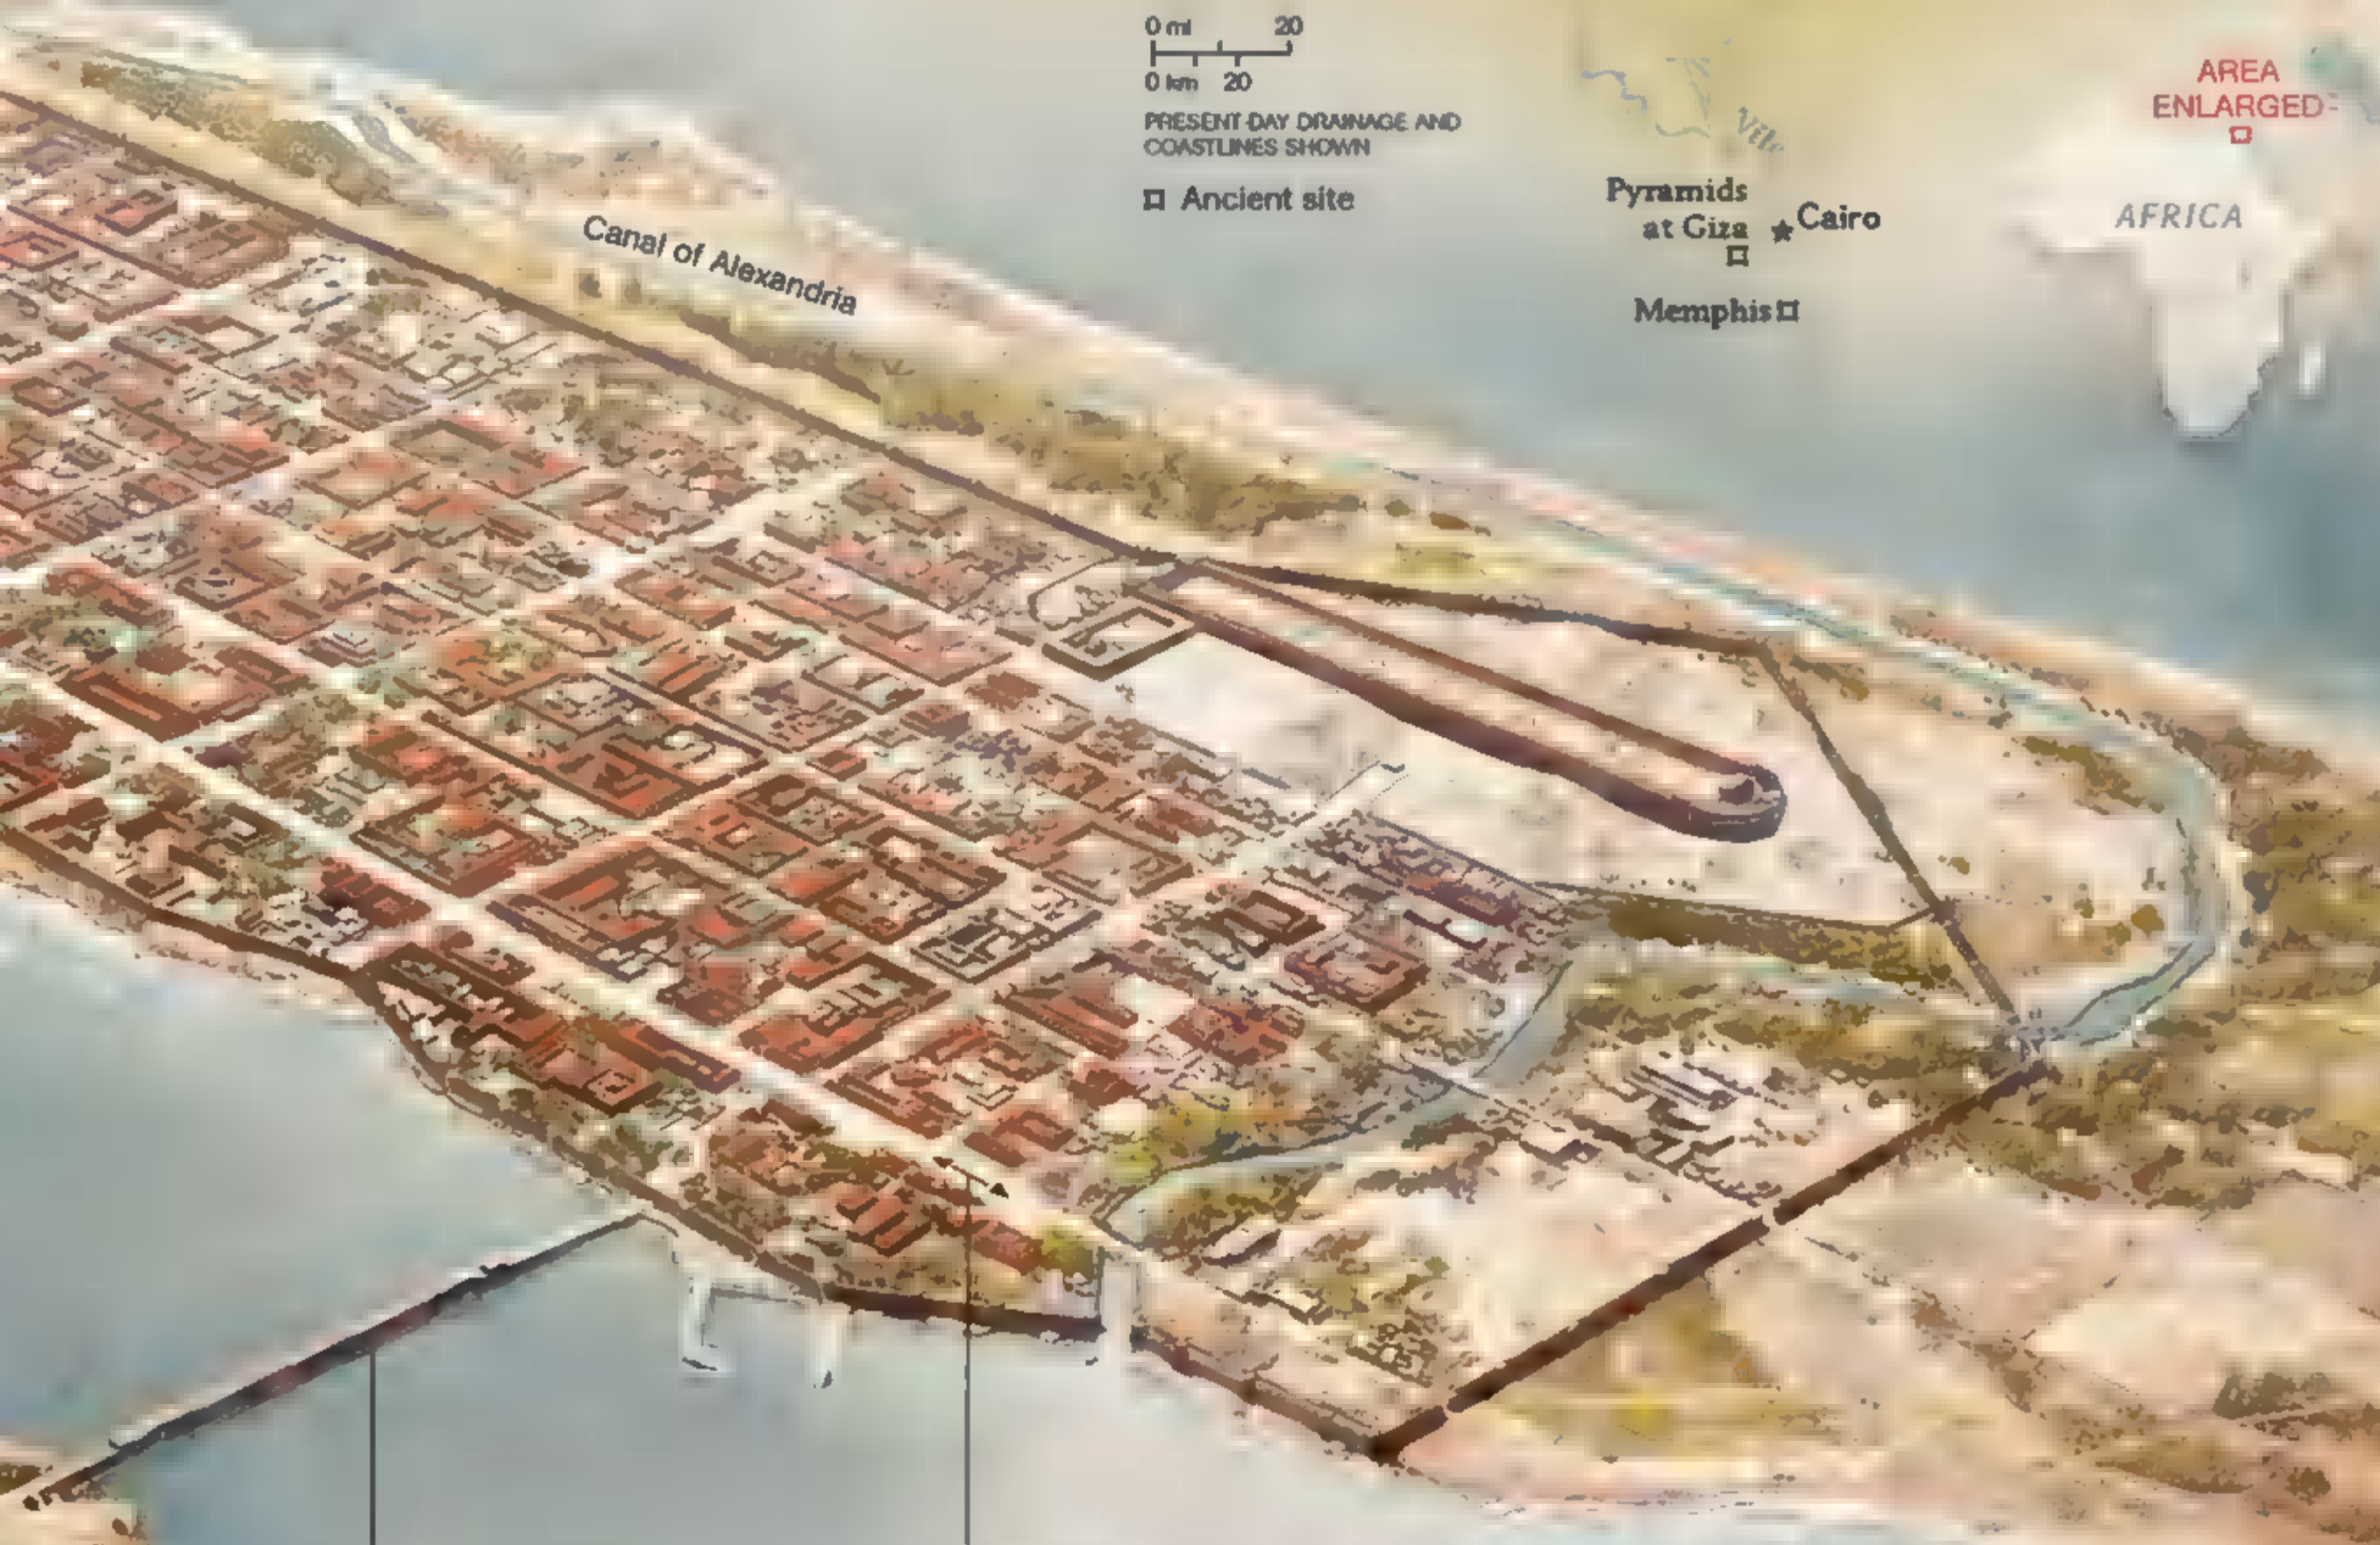 0 mi 20
0 km 20
PRESENT-DAY DRAINAGE AND
COASTLINES SHOWN
Ancient site
Canal of Alexandria
Pyramids
at Giza
Cairo
Memphis
AREA
ENLARGED
AFRICA